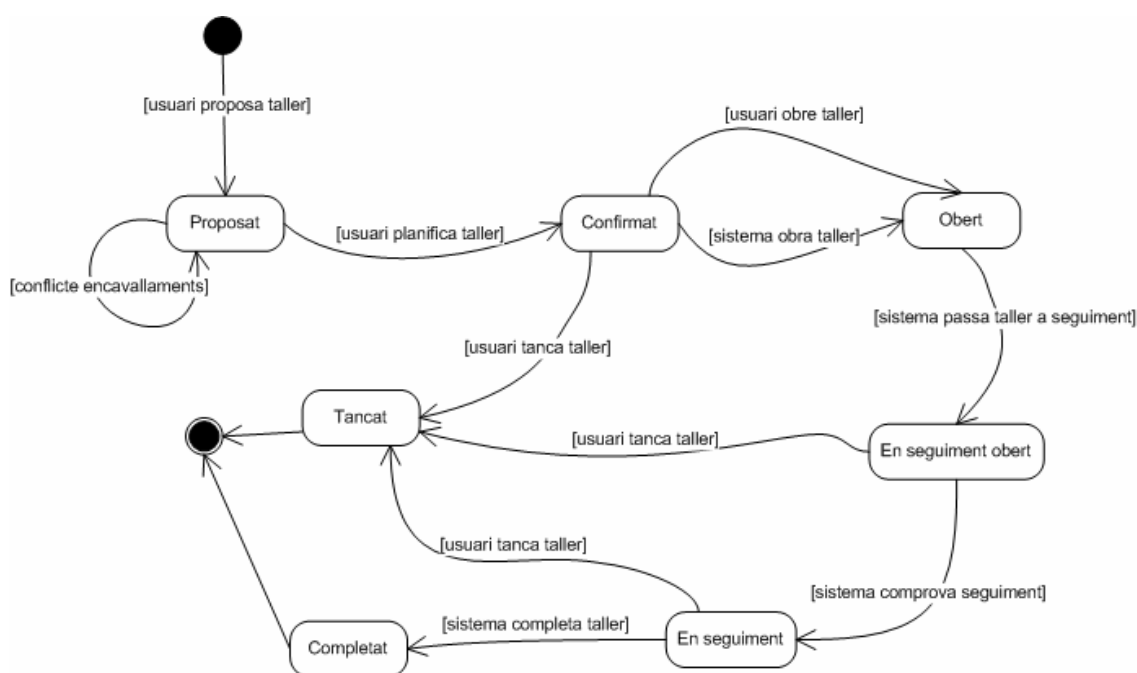 [usuari proposa taller]
[usuari obre taller]
Proposat
Confirmat
Obert
[usuari planifica taller]
[sistema obra taller]
[conflicte encavallaments]
[sistema passa taller a seguiment]
[usuari tanca taller]
Tancat
[usuari tanca taller]
En seguiment obert
[usuari tanca taller]
[sistema comprova seguiment]
[sistema completa taller]
En seguiment
Completat